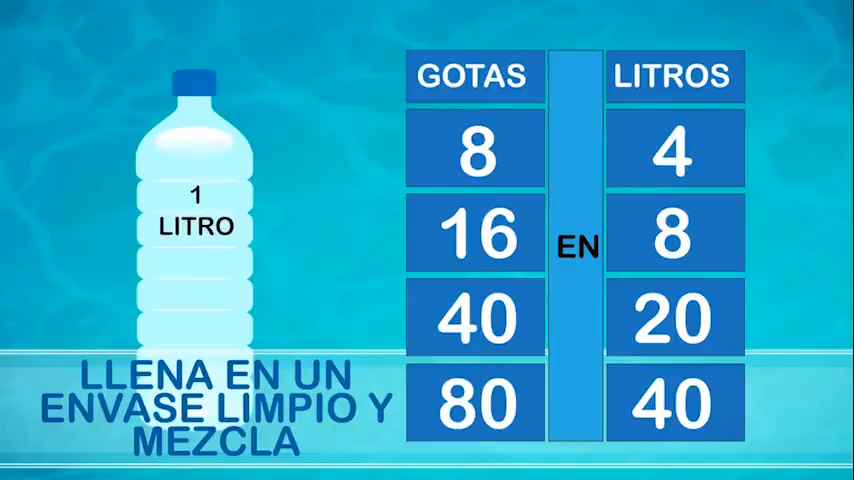 1
LITRO
LLENA EN UN
ENVASE LIMPIO Y
MEZCLA
GOTAS EN LITROS
8 4
16 8
40 20
80 40